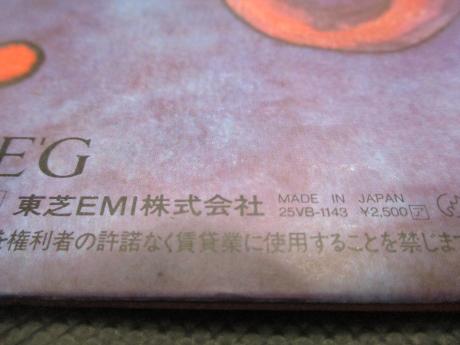 E'G
東芝EMI株式会社 MADE IN JAPAN
25VB-1143 ¥2,500 ア
を権利者の許諾なく賃貸業に使用することを禁じま